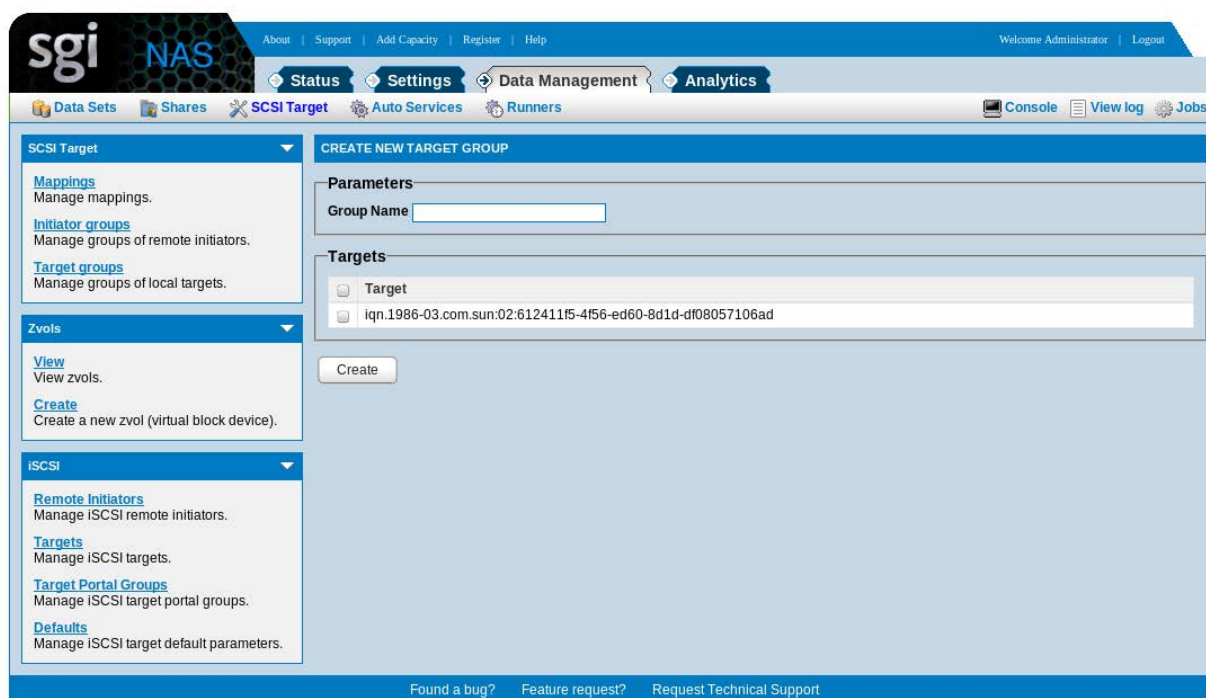 sgi NAS
About | Support | Add Capacity | Register | Help
Welcome Administrator | Logout
Status Settings Data Management Analytics
Data Sets Shares SCSI Target Auto Services Runners
Console View log Jobs
SCSI Target
Mappings
Manage mappings.
Initiator groups
Manage groups of remote initiators.
Target groups
Manage groups of local targets.
Zvols
View
View zvols.
Create
Create a new zvol (virtual block device).
iSCSI
Remote Initiators
Manage iSCSI remote initiators.
Targets
Manage iSCSI targets.
Target Portal Groups
Manage iSCSI target portal groups.
Defaults
Manage iSCSI target default parameters.
CREATE NEW TARGET GROUP
Parameters
Group Name
Targets
Target
iqn.1986-03.com.sun:02:612411f5-4f56-ed60-8d1d-df08057106ad
Create
Found a bug? Feature request? Request Technical Support